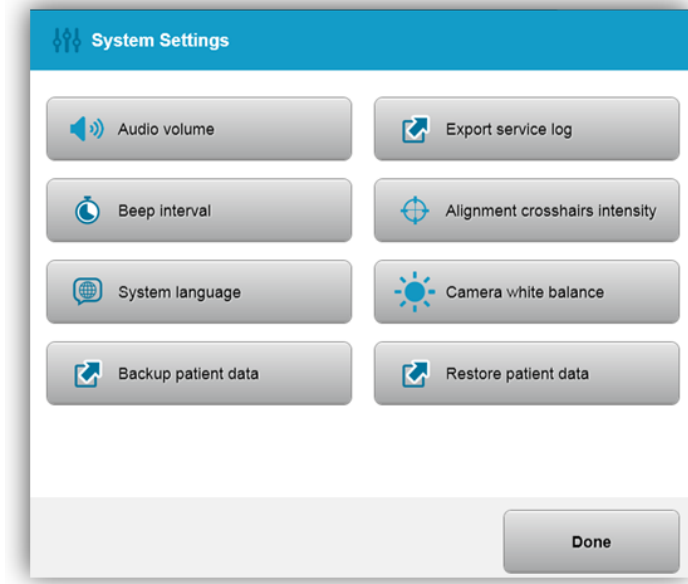 System Settings
Audio volume
Export service log
Beep interval
Alignment crosshairs intensity
System language
Camera white balance
Backup patient data
Restore patient data
Done